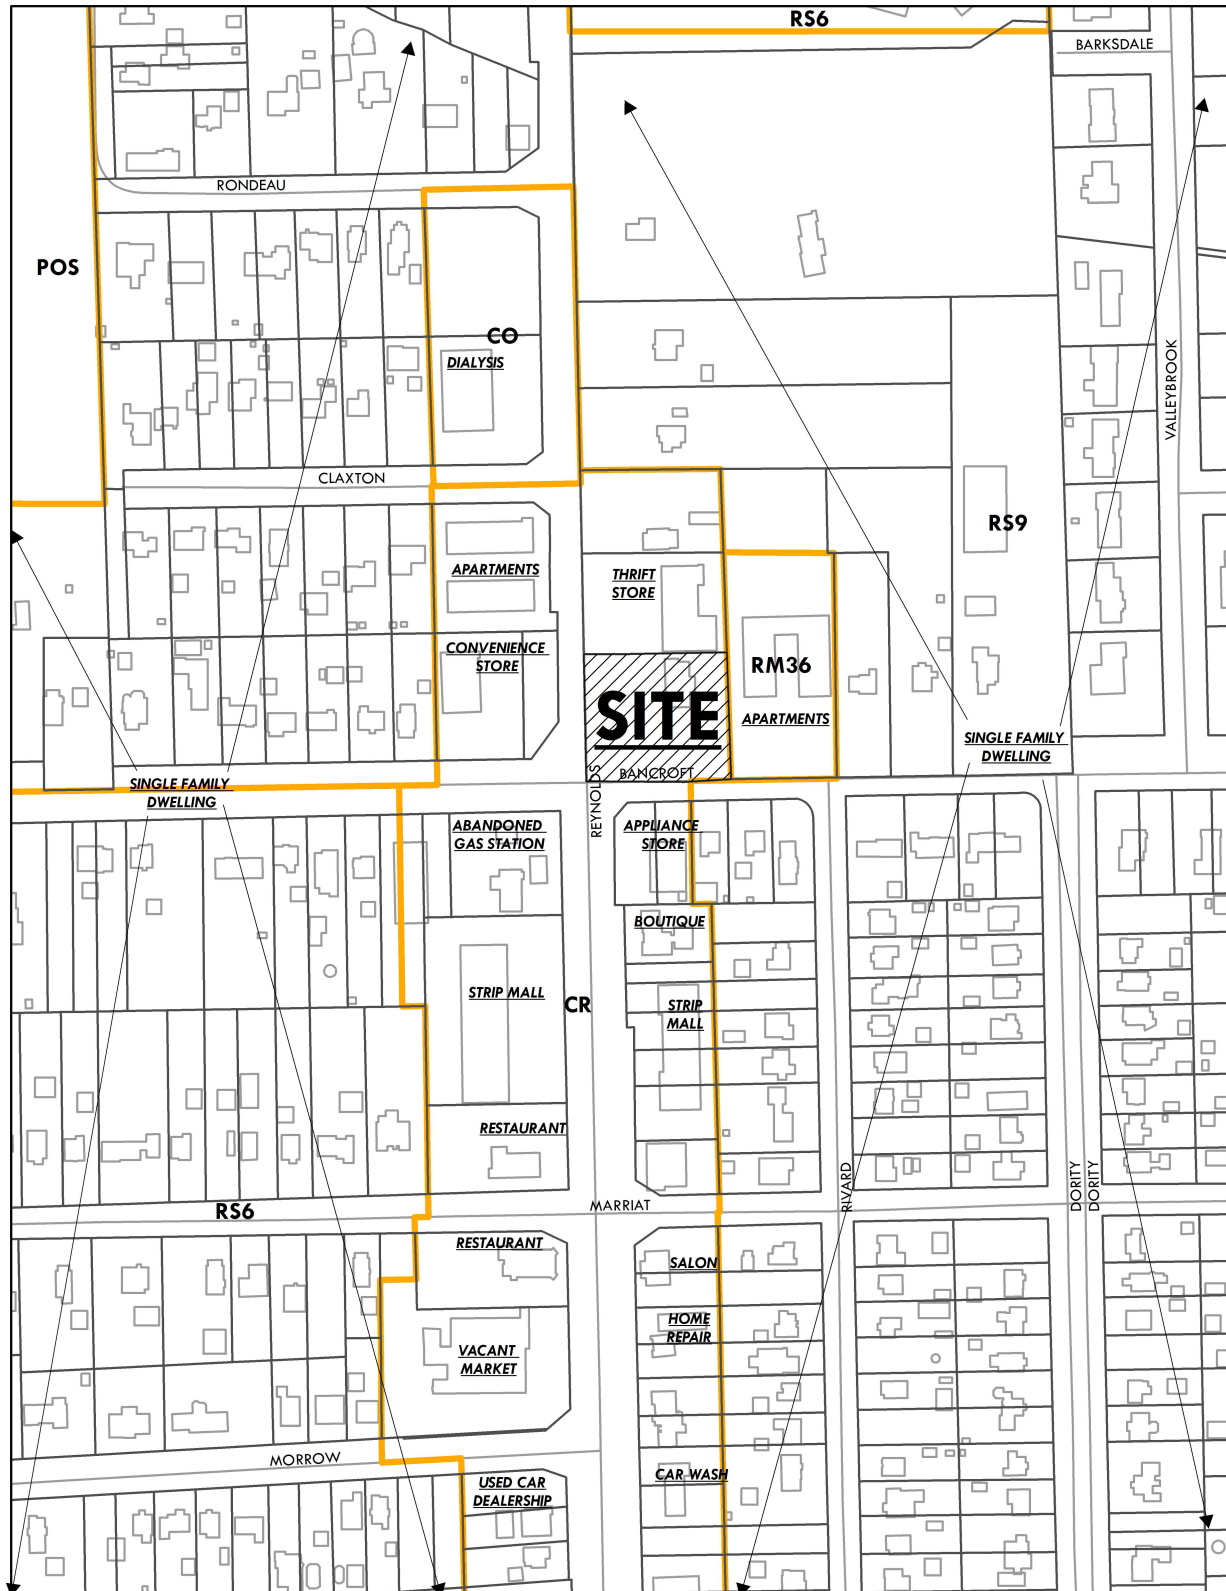 RS6
BARKSDALE
RONDEAU
POS
CO
DIALYSIS
VALLEYBROOK
CLAXTON
RS9
APARTMENTS
THRIFT
STORE
CONVENIENCE
STORE
RM36
SITE
APARTMENTS
SINGLE FAMILY
DWELLING
BANCROFT
REYNOLDS
SINGLE FAMILY
DWELLING
ABANDONED
GAS STATION
APPLIANCE
STORE
BOUTIQUE
STRIP MALL
CR
STRIP
MALL
RESTAURANT
RIVARD
DORITY
DORITY
MARRIAT
RS6
RESTAURANT
SALON
HOME
REPAIR
VACANT
MARKET
MORROW
CAR WASH
USED CAR
DEALERSHIP